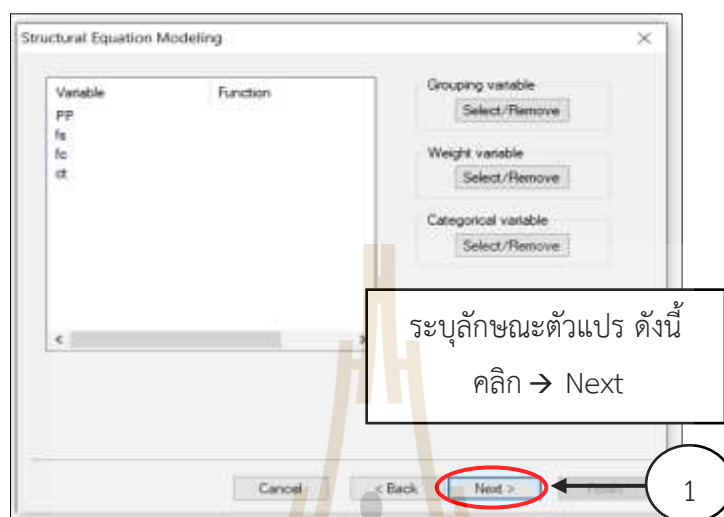 Structural Equation Modeling
Variable Function
PP
fs
fc
ct
Grouping variable
Select/Remove
Weight variable
Select/Remove
Categorical variable
Select/Remove
ระบุลักษณะตัวแปร ดังนี้
คลิก → Next
Cancel < Back Next > 1